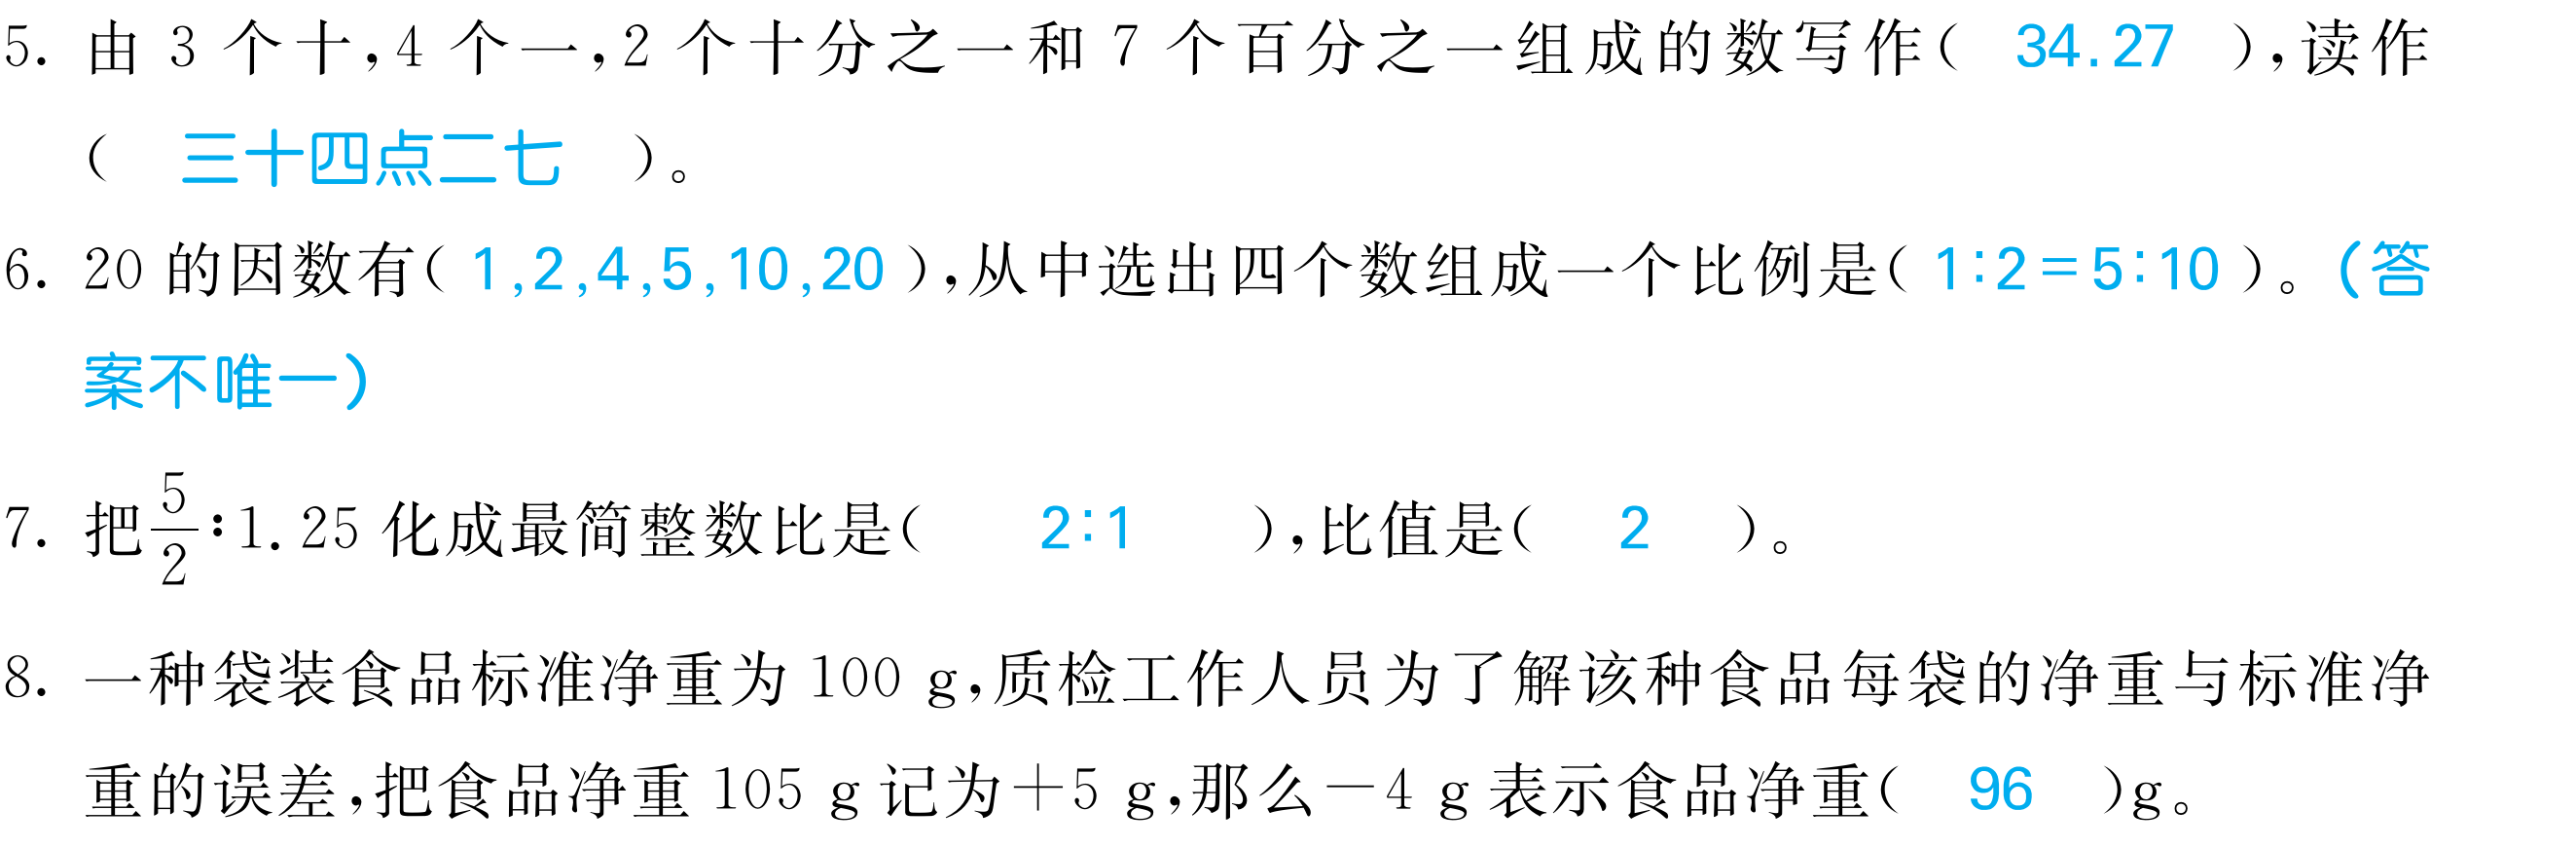 5. 由 3 个十,4 个一,2 个十分之一和 7 个百分之一组成的数写作( 34.27 ),读作
( 三十四点二七 )。
6. 20 的因数有( 1,2,4,5,10,20 ),从中选出四个数组成一个比例是( 1∶2=5∶10 )。(答
案不唯一)
7. 把5/2∶1.25 化成最简整数比是( 2∶1 ),比值是( 2 )。
8. 一种袋装食品标准净重为 100 g,质检工作人员为了解该种食品每袋的净重与标准净
重的误差,把食品净重 105 g 记为+5 g,那么-4 g 表示食品净重( 96 )g。